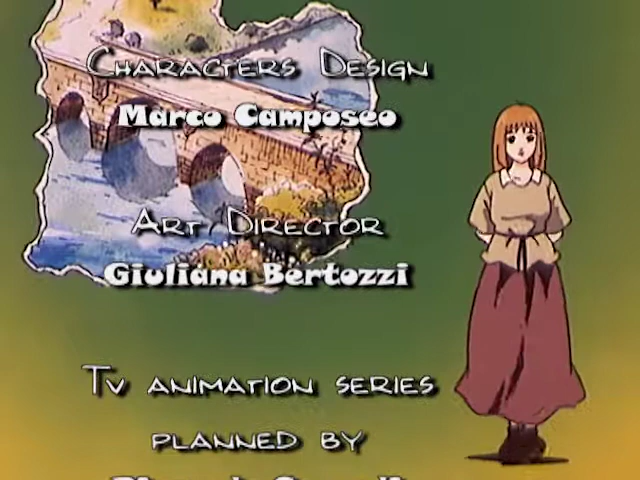 Characters Design
Marco Camposeo
Art Director
Giuliana Bertozzi
Tv animation series
planned by